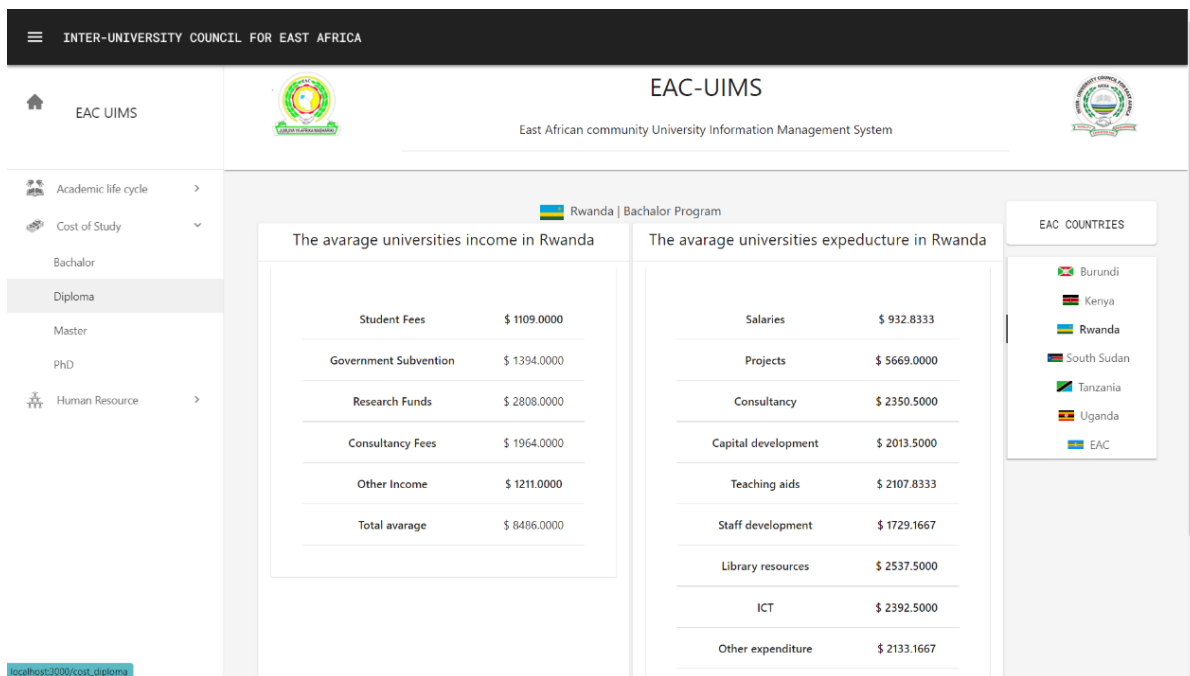 INTER-UNIVERSITY COUNCIL FOR EAST AFRICA
EAC UIMS
EAC-UIMS
East African community University Information Management System
Academic life cycle
Cost of Study
Bachalor
Diploma
Master
PhD
Human Resource
Rwanda | Bachalor Program
The avarage universities income in Rwanda
Student Fees $ 1109.0000
Government Subvention $ 1394.0000
Research Funds $ 2808.0000
Consultancy Fees $ 1964.0000
Other Income $ 1211.0000
Total avarage $ 8486.0000
The avarage universities expeducture in Rwanda
Salaries $ 932.8333
Projects $ 5669.0000
Consultancy $ 2350.5000
Capital development $ 2013.5000
Teaching aids $ 2107.8333
Staff development $ 1729.1667
Library resources $ 2537.5000
ICT $ 2392.5000
Other expenditure $ 2133.1667
EAC COUNTRIES
Burundi
Kenya
Rwanda
South Sudan
Tanzania
Uganda
EAC
localhost:3000/cost_diploma